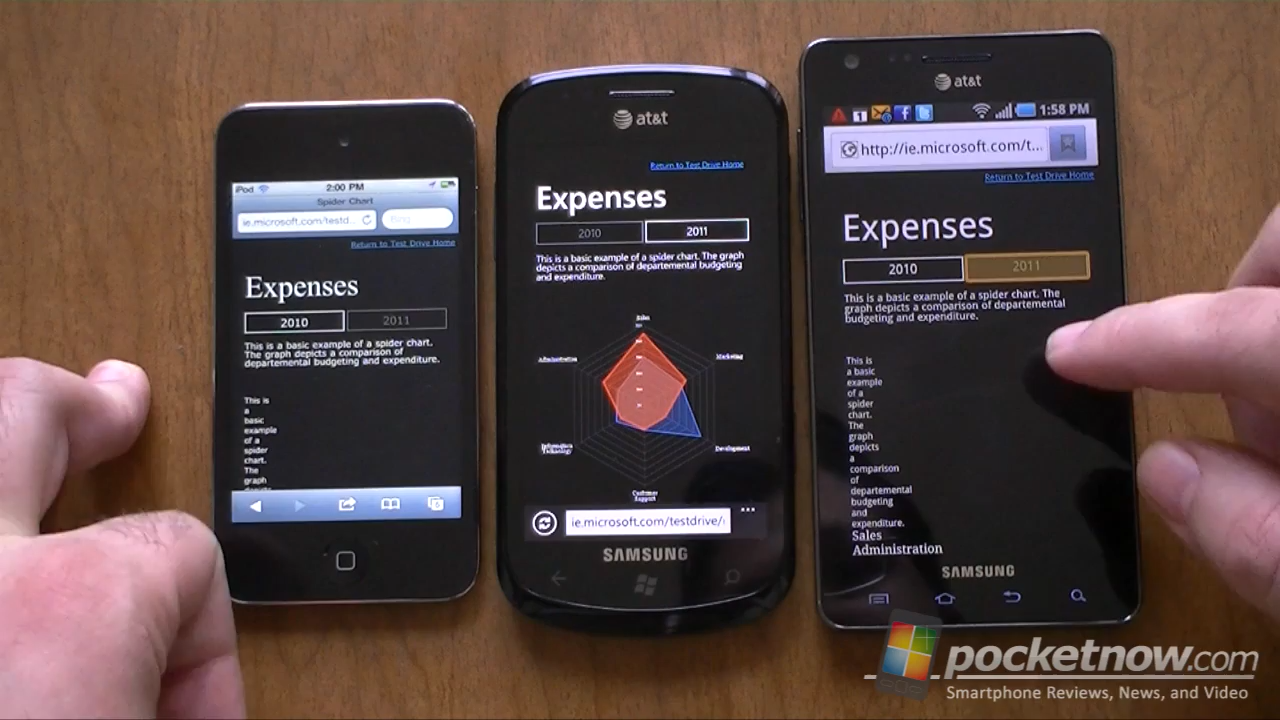 iPod 2:00 PM
Spider Chart
ie.microsoft.com/testd... Bing
Return to Test Drive Home
Expenses
2010 2011
This is a basic example of a spider chart.
The graph depicts a comparison of
departemental budgeting and expenditure.
This is
a
basic
example
of a
spider
chart.
The
graph
depicts
at&t
Return to Test Drive Home
Expenses
2010 2011
This is a basic example of a spider chart. The graph
depicts a comparison of departemental budgeting
and expenditure.
Sales
Administration Marketing
Information
Technology
Development
Customer
Support
ie.microsoft.com/testdrive/
SAMSUNG
at&t
1 1:58 PM
http://ie.microsoft.com/t...
Return to Test Drive Home
Expenses
2010 2011
This is a basic example of a spider chart. The
graph depicts a comparison of departemental
budgeting and expenditure.
This is
a basic
example
of a
spider
chart.
The
graph
depicts
a
comparison
of
departemental
budgeting
and
expenditure.
Sales
Administration
SAMSUNG
pocketnow.com
Smartphone Reviews, News, and Video